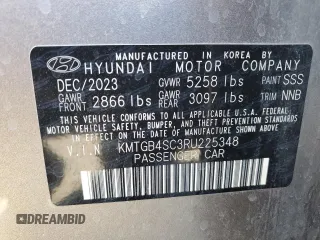 MANUFACTURED IN KOREA BY
HYUNDAI MOTOR COMPANY
DEC/2023 GVWR 5258 lbs PAINT SSS
GAWR FRONT 2866 lbs GAWR REAR 3097 lbs TRIM NNB
THIS VEHICLE CONFORMS TO ALL APPLICABLE U.S.A. FEDERAL
MOTOR VEHICLE SAFETY, BUMPER, AND THEFT PREVENTION
STANDARDS IN EFFECT ON THE DATE OF MANUFACTURE SHOWN ABOVE
V.I.N. KMTGB4SC3RU225348
PASSENGER CAR
DREAMBID